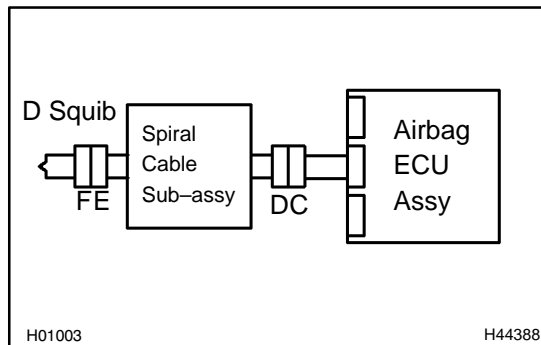 D Squib
FE
Spiral
Cable
Sub–assy
DC
Airbag
ECU
Assy
H01003
H44388